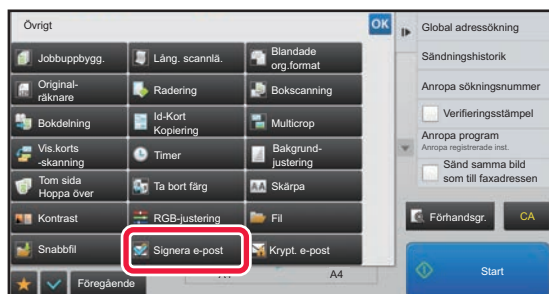 Övrigt
OK
Jobbuppbygg.
Lång. scannlä.
Blandade
org.format
Original-
räknare
Radering
Bokscanning
Bokdelning
Id-Kort
Kopiering
Multicrop
Vis.korts
-skanning
Timer
Bakgrund-
justering
Tom sida
Hoppa över
Ta bort färg
Skärpa
Kontrast
RGB-justering
Fil
Snabbfil
Signera e-post
Krypt. e-post
Föregående
A4
Global adressökning
Sändningshistorik
Anropa sökningsnummer
Verifieringsstämpel
Anropa program
Anropa registrerade inst.
Sänd samma bild
som till faxadressen
Förhandsgr.
CA
Start